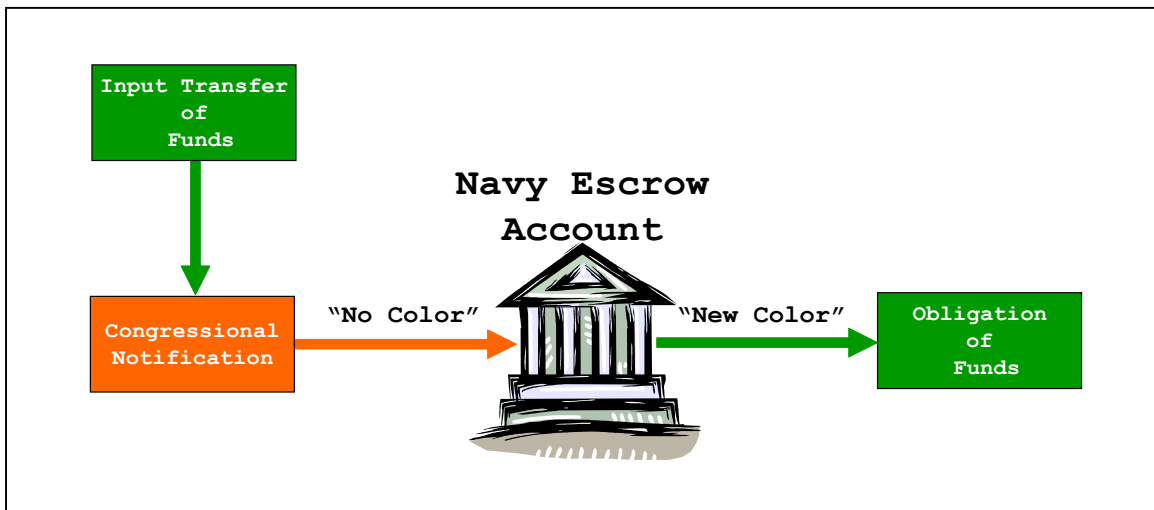 Input Transfer
of
Funds
Navy Escrow
Account
Congressional
Notification
“No Color”
“New Color”
Obligation
of
Funds